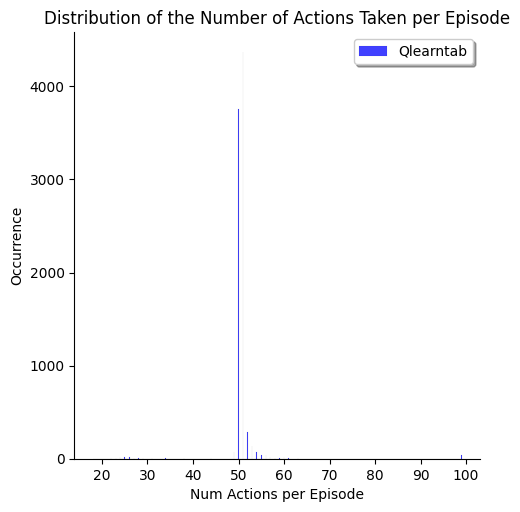 Distribution of the Number of Actions Taken per Episode
Qlearntab
4000
3000
2000
1000
0
Occurrence
20 30 40 50 60 70 80 90 100
Num Actions per Episode